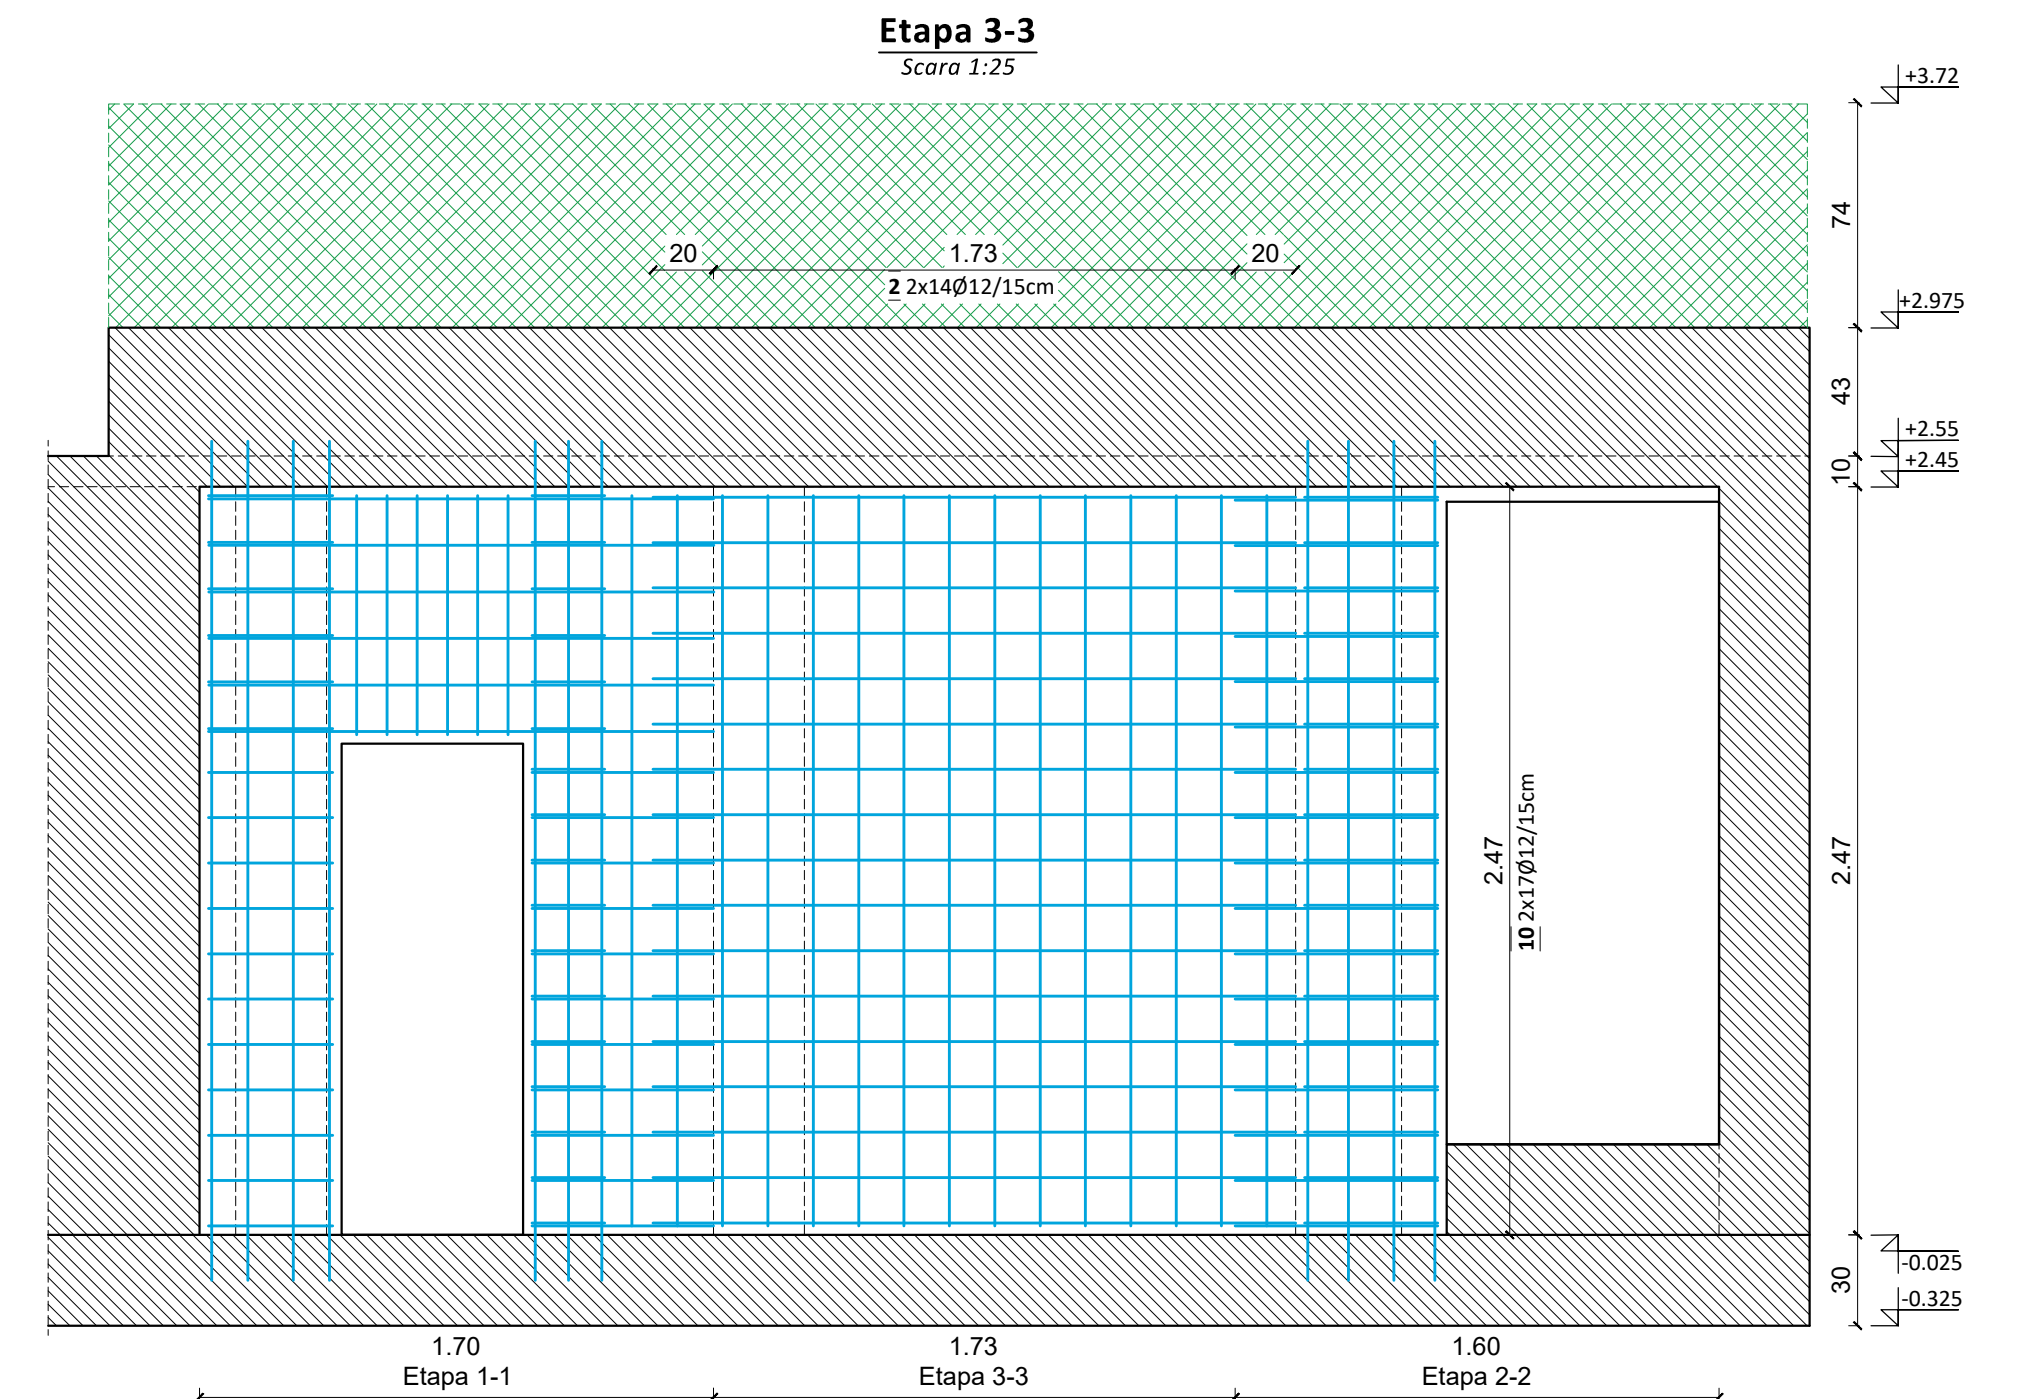 Etapa 3-3
Scara 1:25
+3.72
74
20
1.73
20
2 2x14Ø12/15cm
+2.975
43
+2.55
10
+2.45
2.47
10 2x17Ø12/15cm
2.47
-0.025
30
-0.325
1.70
1.73
1.60
Etapa 1-1
Etapa 3-3
Etapa 2-2